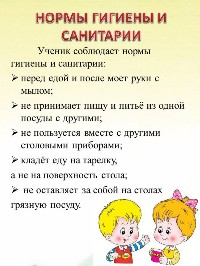 НОРМЫ ГИГИЕНЫ И
САНИТАРИИ
Ученик соблюдает нормы
гигиены и санитарии:
➢ перед едой и после моет руки с
мылом;
➢ не принимает пищу и питьё из одной
посуды с другими;
➢ не пользуется вместе с другими
столовыми приборами;
➢ кладёт еду на тарелку,
а не на поверхность стола;
➢ не оставляет за собой на столах
грязную посуду.